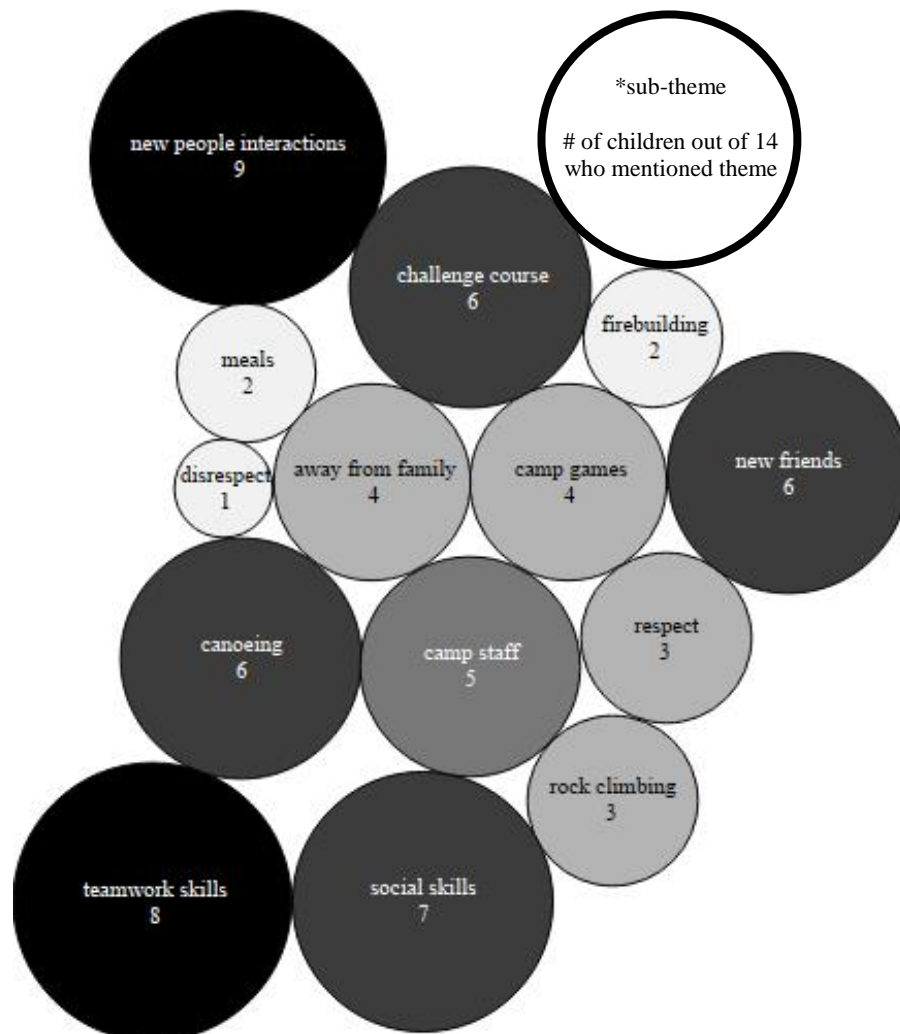 *sub-theme
# of children out of 14
who mentioned theme
new people interactions
9
challenge course
6
firebuilding
2
meals
2
disrespect
1
away from family
4
camp games
4
new friends
6
canoeing
6
camp staff
5
respect
3
rock climbing
3
teamwork skills
8
social skills
7